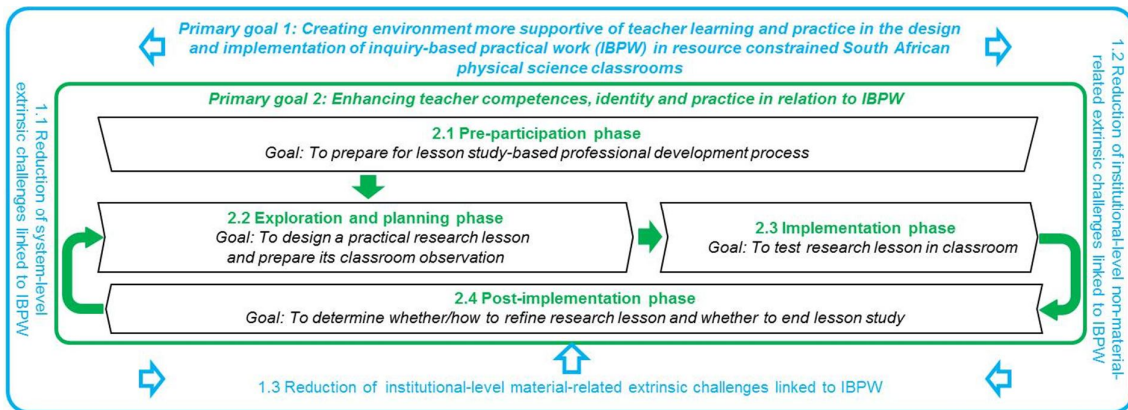 Primary goal 1: Creating environment more supportive of teacher learning and practice in the design
and implementation of inquiry-based practical work (IBPW) in resource constrained South African
physical science classrooms
1.1 Reduction of system-level
extrinsic challenges linked to IBPW
1.2 Reduction of institutional-level non-material-
related extrinsic challenges linked to IBPW
Primary goal 2: Enhancing teacher competences, identity and practice in relation to IBPW
2.1 Pre-participation phase
Goal: To prepare for lesson study-based professional development process
2.2 Exploration and planning phase
Goal: To design a practical research lesson
and prepare its classroom observation
2.3 Implementation phase
Goal: To test research lesson in classroom
2.4 Post-implementation phase
Goal: To determine whether/how to refine research lesson and whether to end lesson study
1.3 Reduction of institutional-level material-related extrinsic challenges linked to IBPW